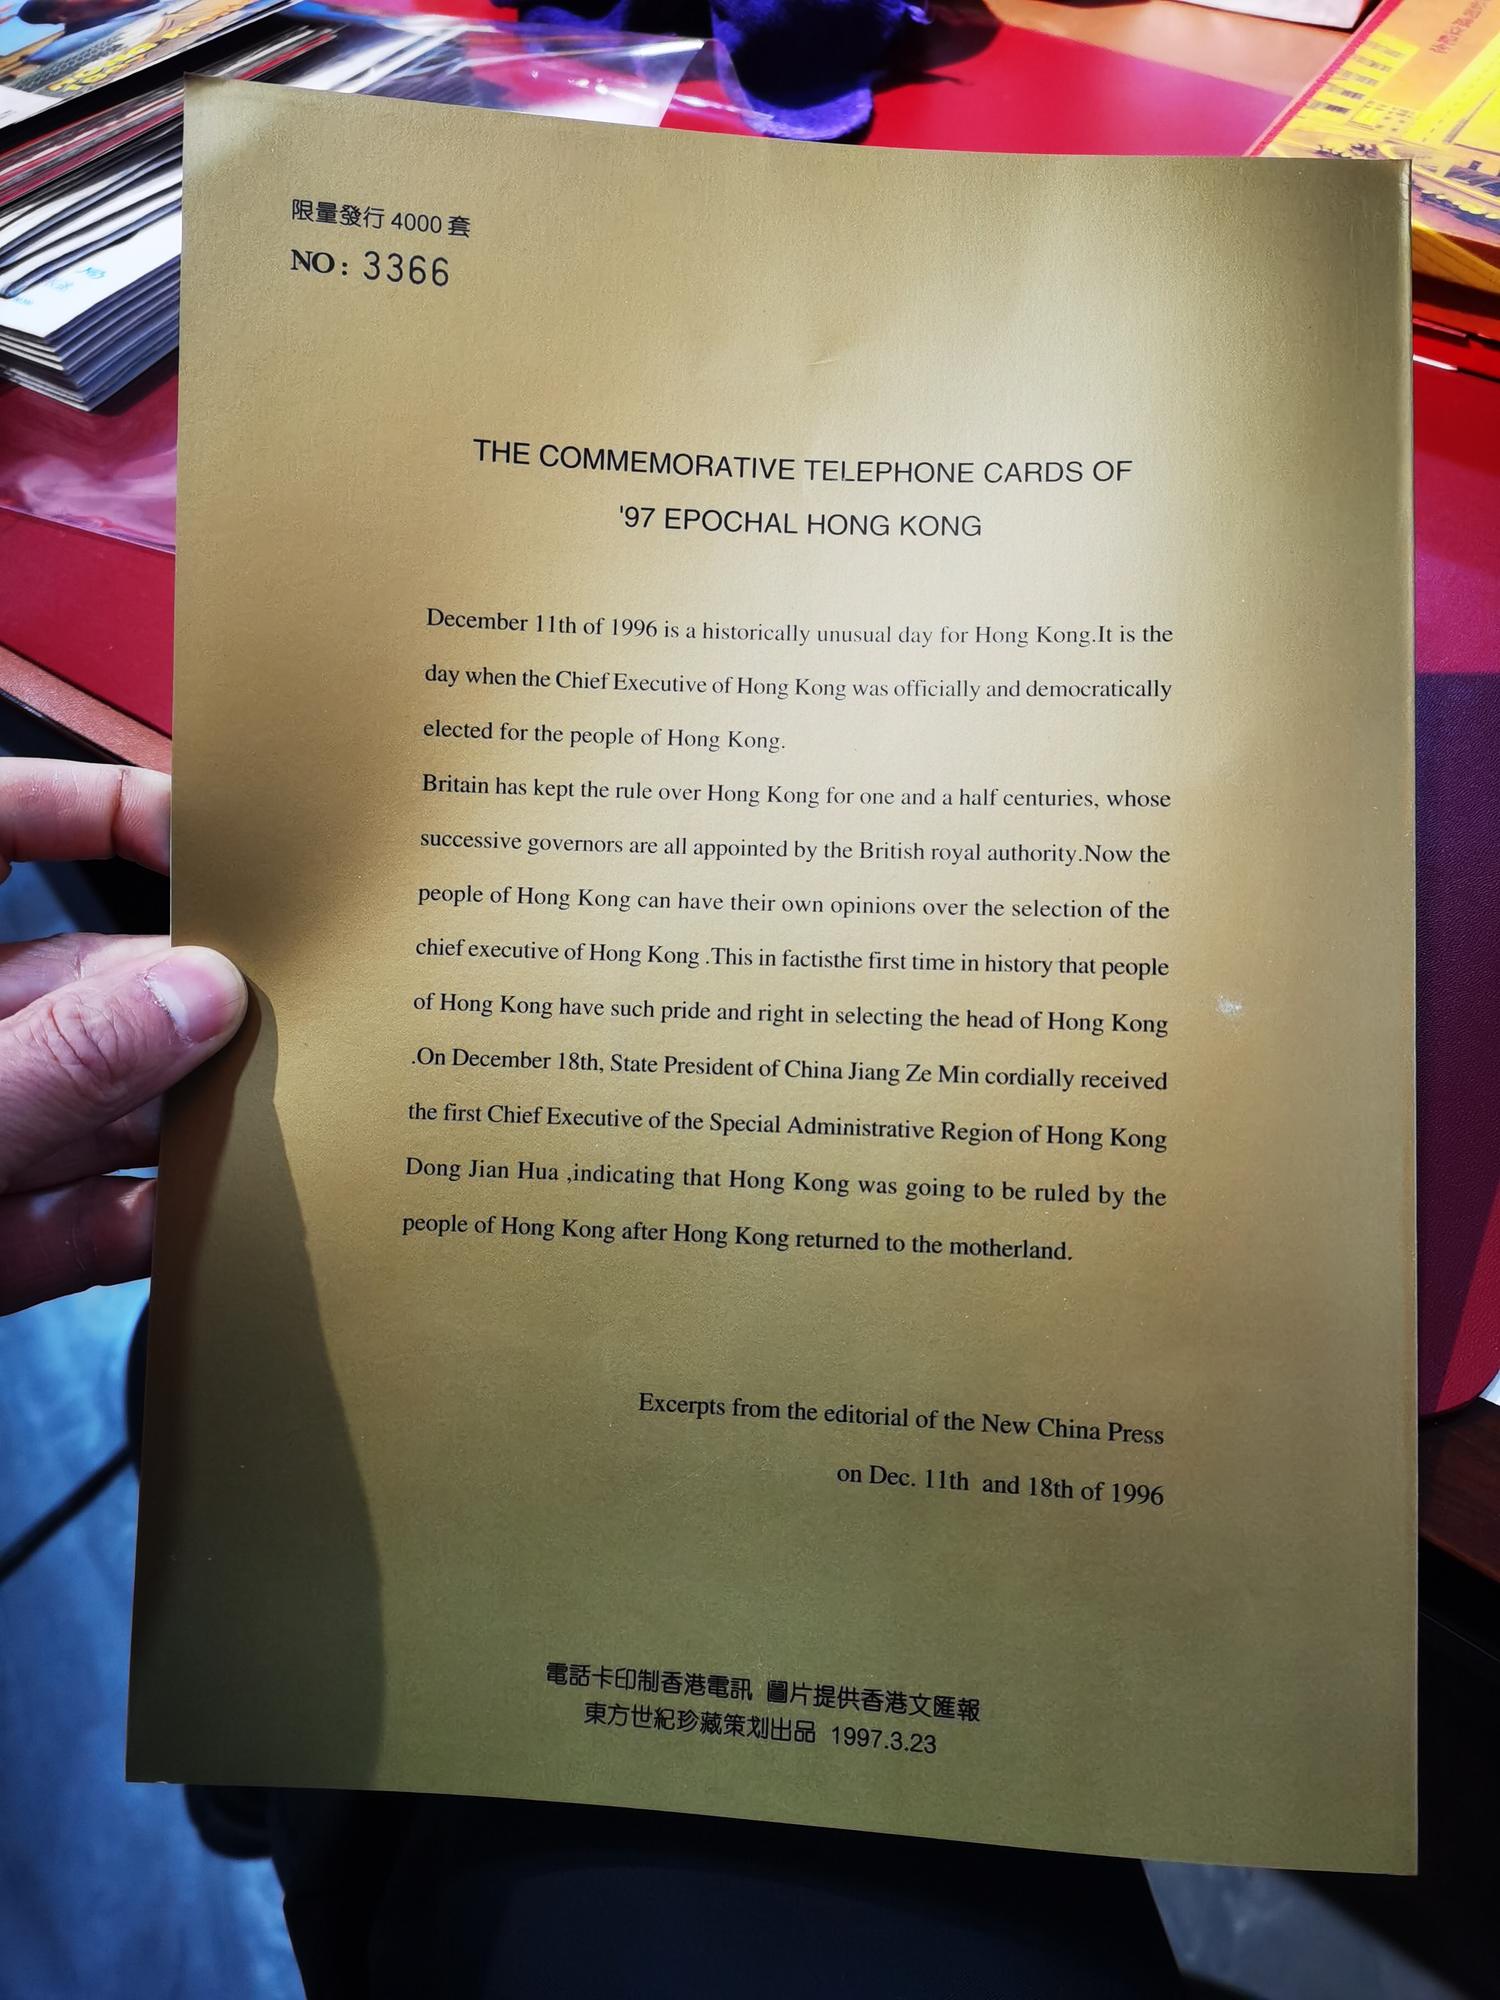 限量發行 4000 套
NO: 3366
THE COMMEMORATIVE TELEPHONE CARDS OF
'97 EPOCHAL HONG KONG
December 11th of 1996 is a historically unusual day for Hong Kong.It is the
day when the Chief Executive of Hong Kong was officially and democratically
elected for the people of Hong Kong.
Britain has kept the rule over Hong Kong for one and a half centuries, whose
successive governors are all appointed by the British royal authority.Now the
people of Hong Kong can have their own opinions over the selection of the
chief executive of Hong Kong .This in factisthe first time in history that people
of Hong Kong have such pride and right in selecting the head of Hong Kong
.On December 18th, State President of China Jiang Ze Min cordially received
the first Chief Executive of the Special Administrative Region of Hong Kong
Dong Jian Hua ,indicating that Hong Kong was going to be ruled by the
people of Hong Kong after Hong Kong returned to the motherland.
Excerpts from the editorial of the New China Press
on Dec. 11th and 18th of 1996
電話卡印制香港電訊 圖片提供香港文匯報
東方世紀珍藏策划出品 1997.3.23